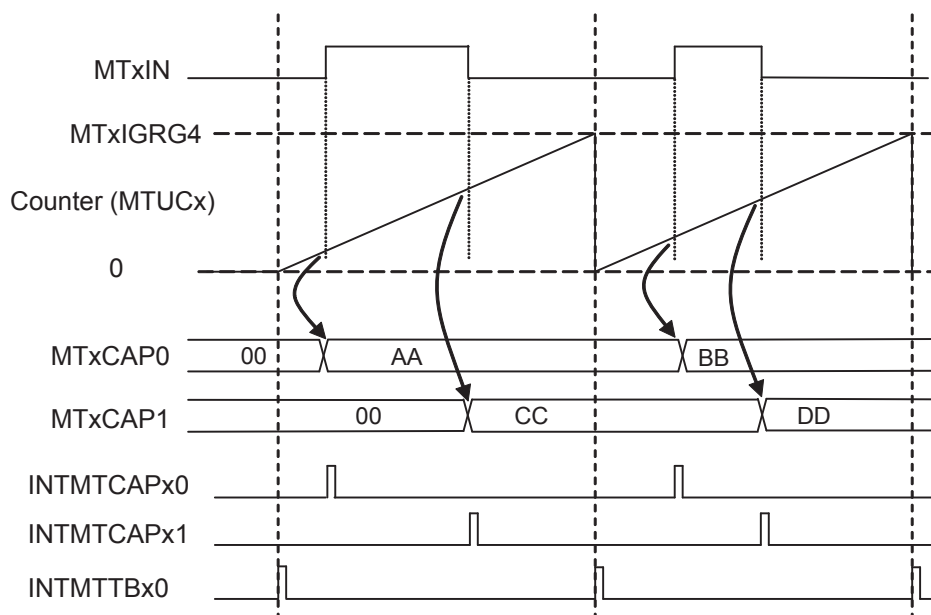 MTxIN
MTxIGRG4
Counter (MTUCx)
0
MTxCAP0 00 AA BB
MTxCAP1 00 CC DD
INTMTCAPx0
INTMTCAPx1
INTMTTBx0